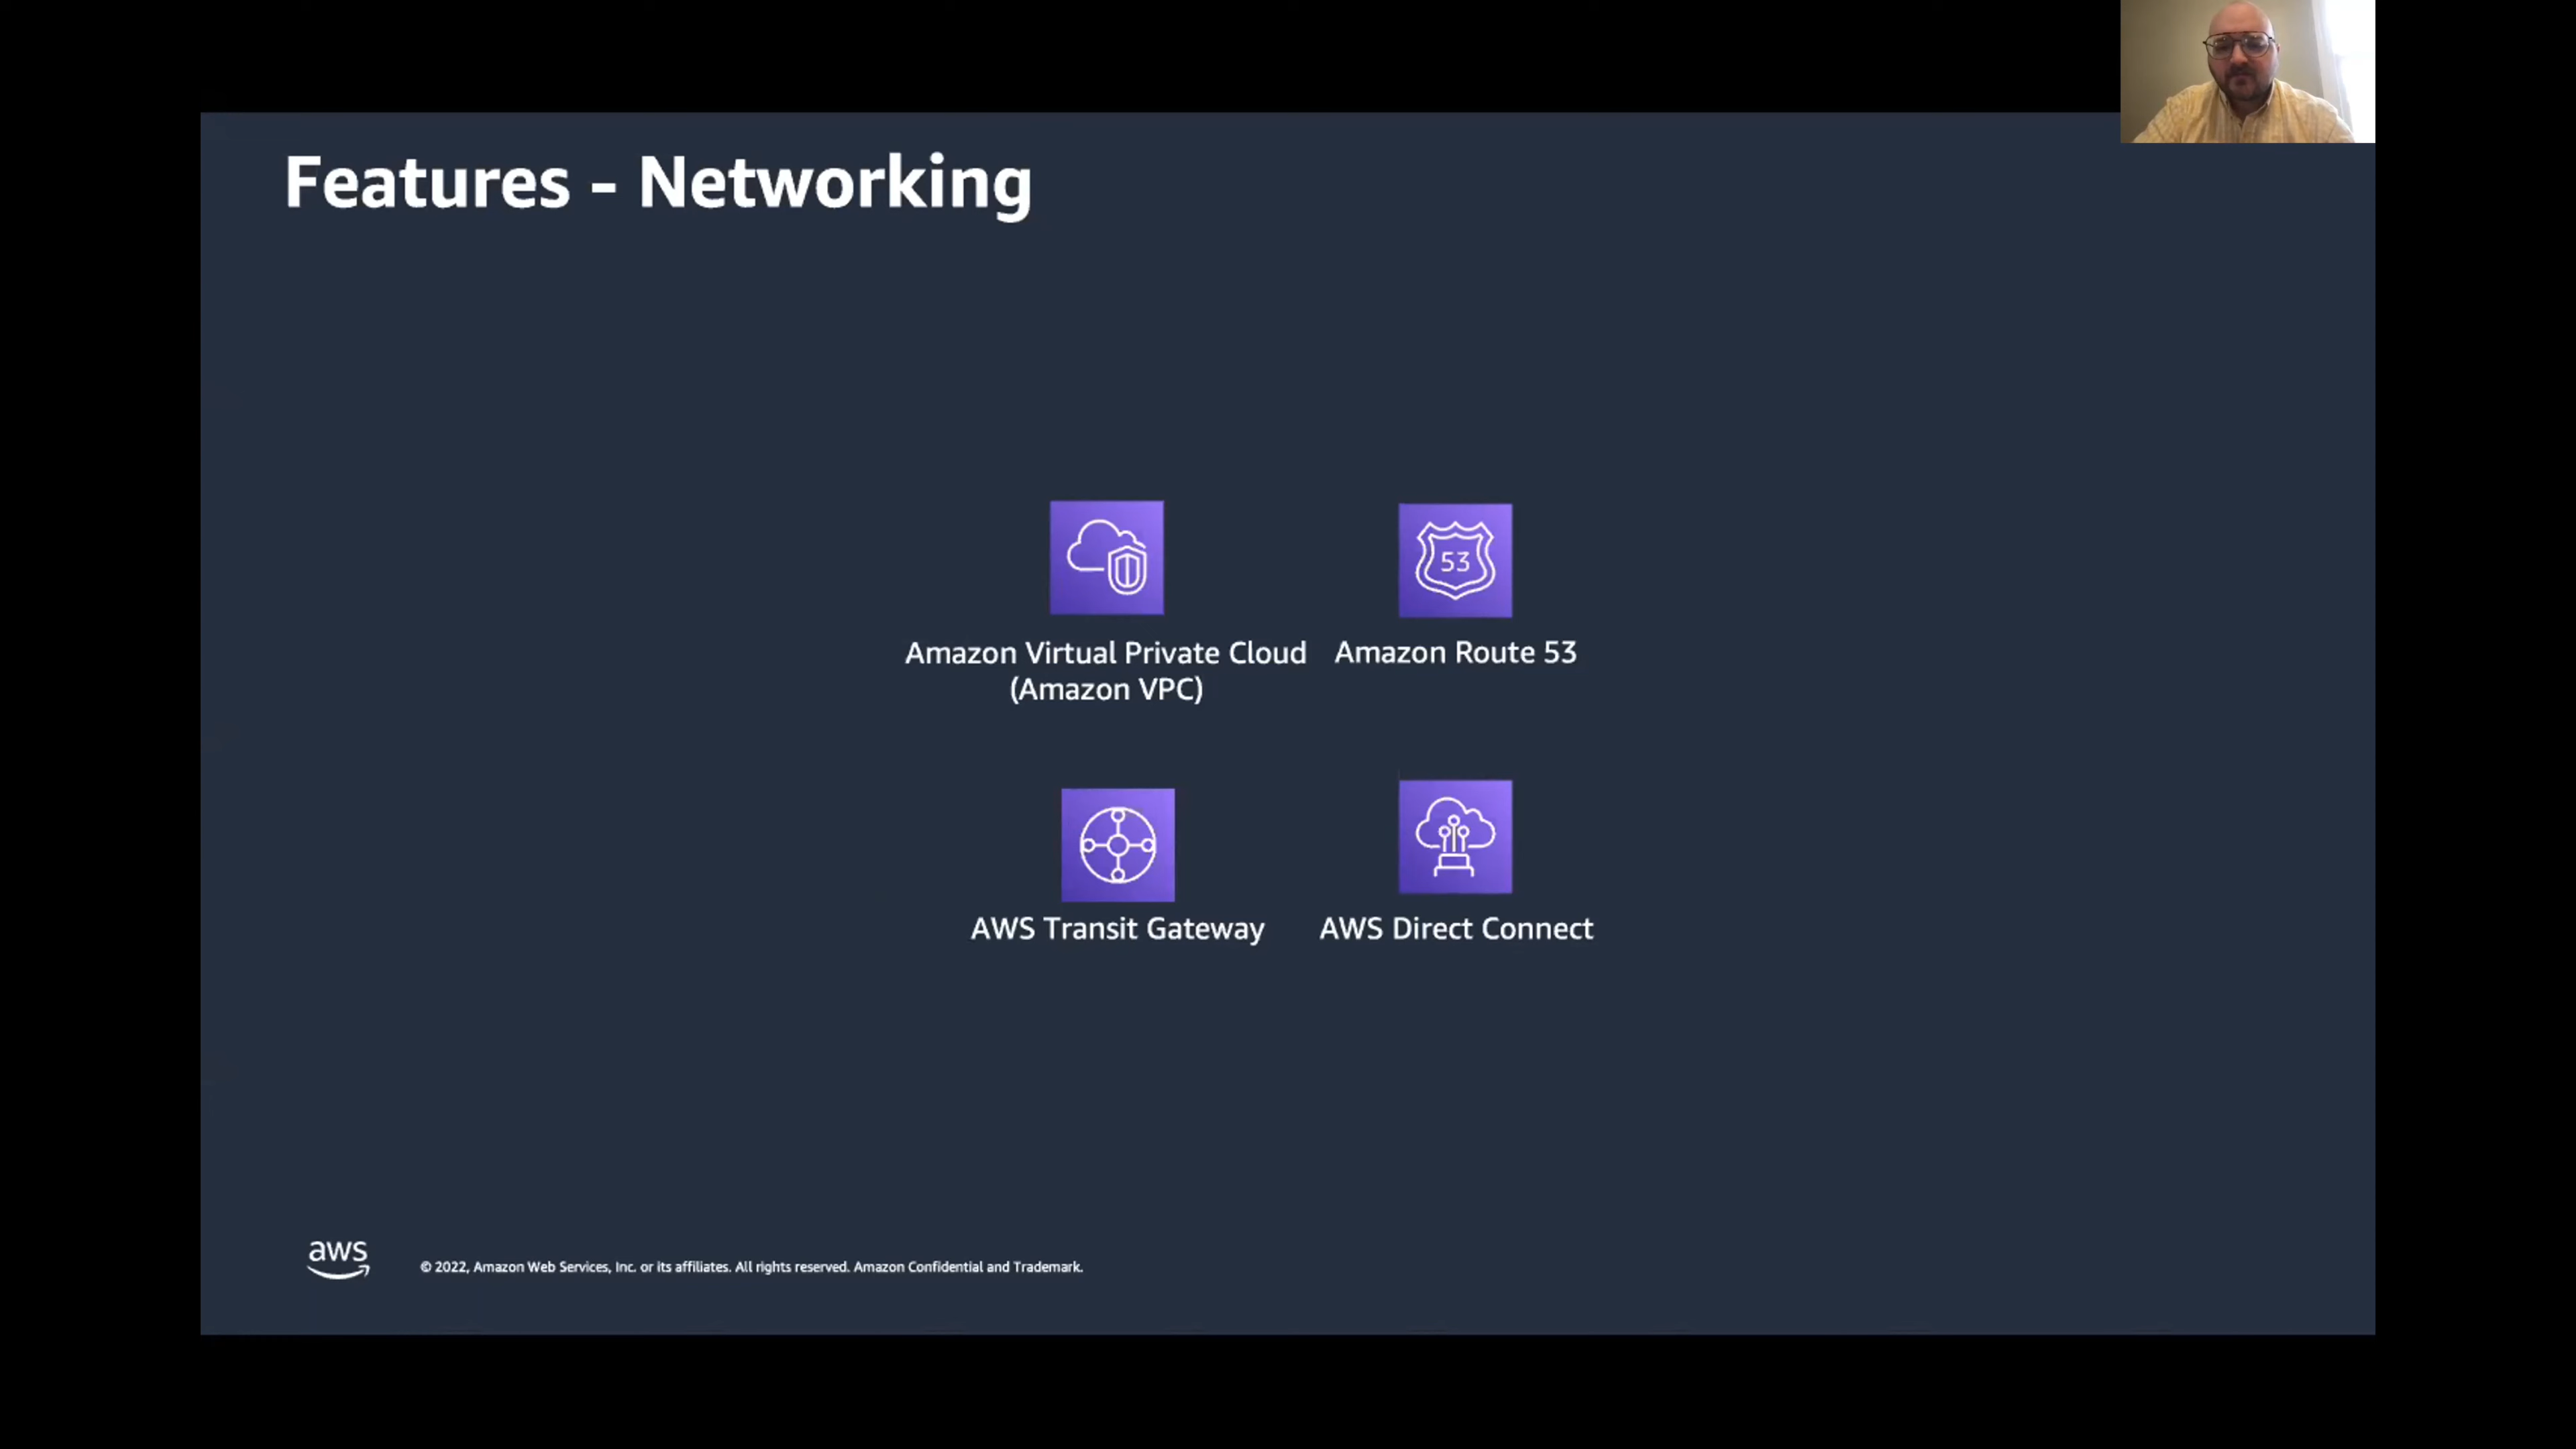 Features - Networking
53
Amazon Virtual Private Cloud
(Amazon VPC)
Amazon Route 53
AWS Transit Gateway
AWS Direct Connect
aws
© 2022, Amazon Web Services, Inc. or its affiliates. All rights reserved. Amazon Confidential and Trademark.